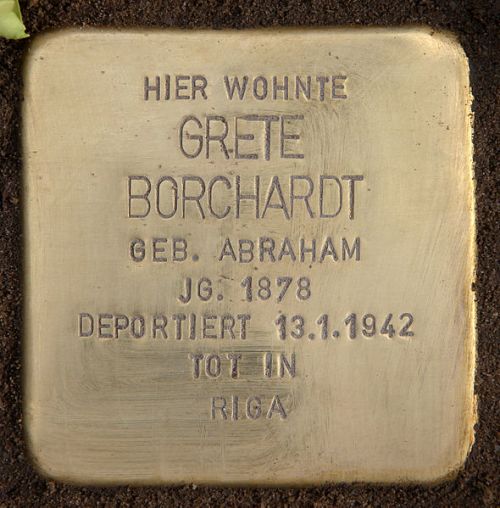 HIER WOHNTE
GRETE
BORCHARDT
GEB. ABRAHAM
JG. 1878
DEPORTIERT 13.1.1942
TOT IN
RIGA